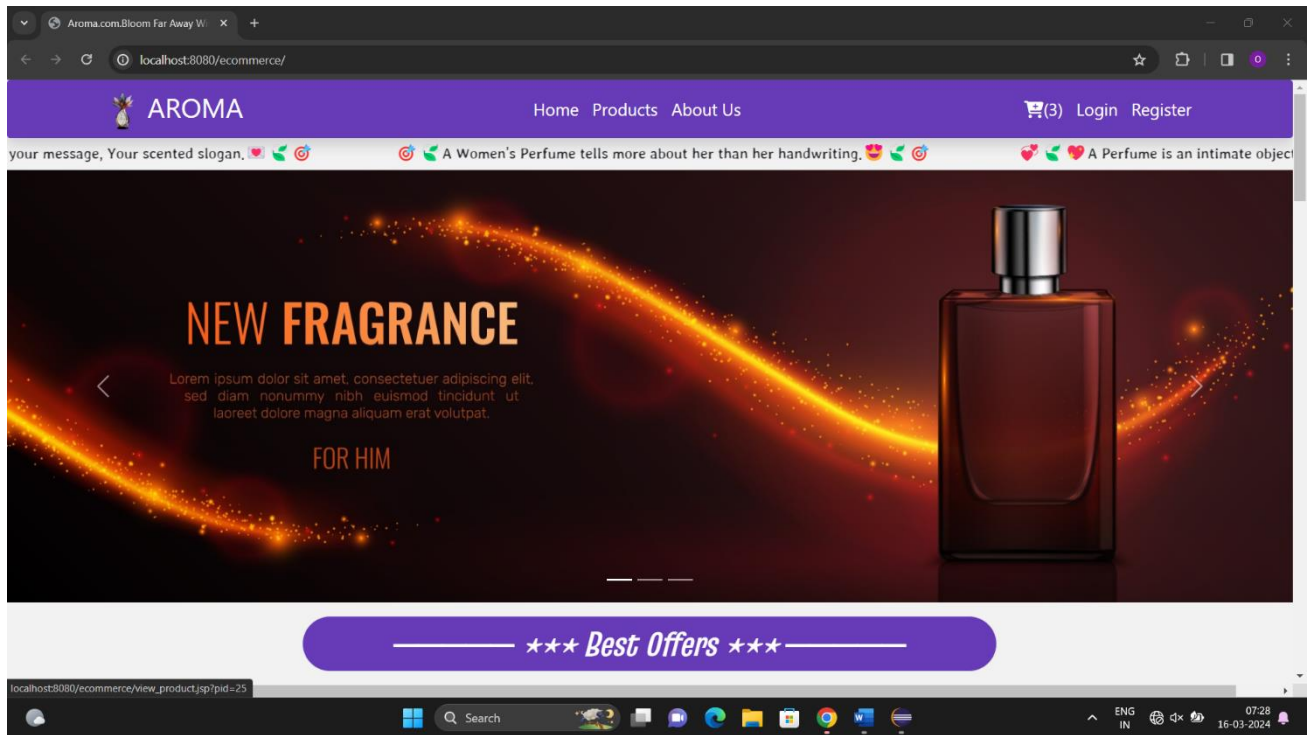 Aroma.com.Bloom Far Away Wi
localhost:8080/ecommerce/
AROMA
Home Products About Us
(3) Login Register
your message, Your scented slogan.
A Women's Perfume tells more about her than her handwriting.
A Perfume is an intimate object
NEW FRAGRANCE
Lorem ipsum dolor sit amet, consectetuer adipiscing elit,
sed diam nonummy nibh euismod tincidunt ut
laoreet dolore magna aliquam erat volutpat.
FOR HIM
*** Best Offers ***
localhost:8080/ecommerce/view_product.jsp?pid=25
Search
ENG
IN
07:28
16-03-2024